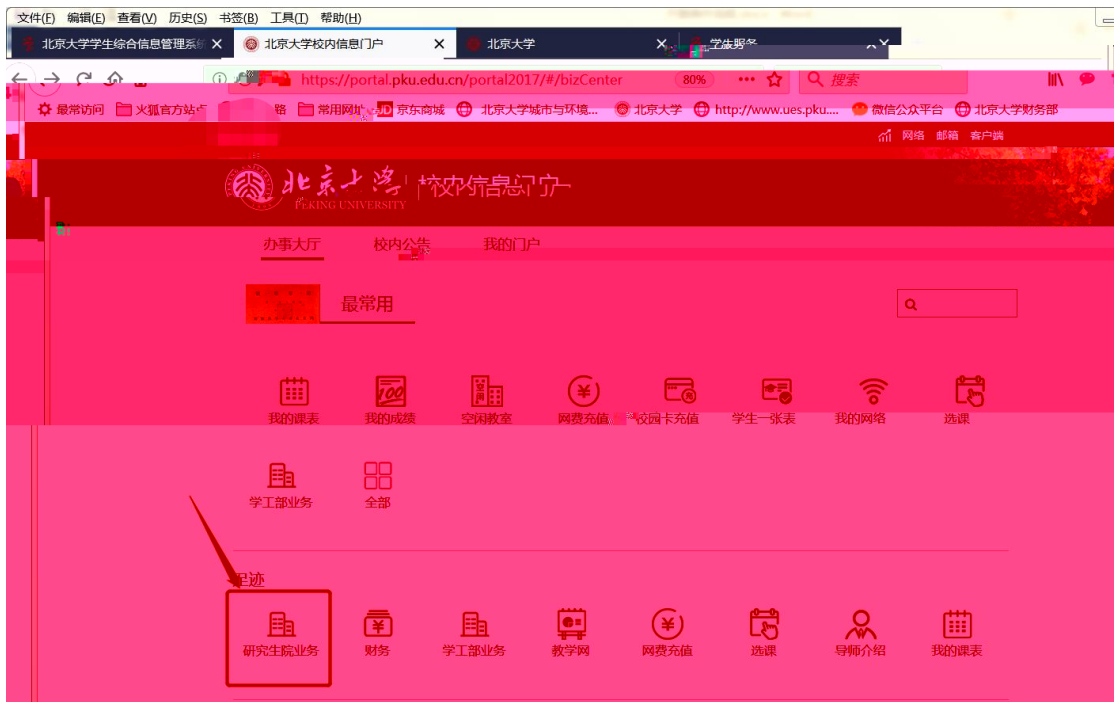 文件(F) 编辑(E) 查看(V) 历史(S) 书签(B) 工具(T) 帮助(H)
北京大学学生综合信息管理系统 北京大学校内信息门户 北京大学
https://portal.pku.edu.cn/portal2017/#/bizCenter 80% 搜索
最常访问 火狐官方站点 常用网址 京东商城 北京大学城市与环境... 北京大学 http://www.ues.pku.... 微信公众平台 北京大学财务部
网络 邮箱 客户端
北京大学 校内信息门户
PEKING UNIVERSITY
办事大厅 校内公告 我的门户
最常用
我的课表 我的成绩 空闲教室 网费充值 校园卡充值 学生一张表 我的网络 选课
学工部业务 全部
足迹
研究生院业务 财务 学工部业务 教学网 网费充值 选课 导师介绍 我的课表